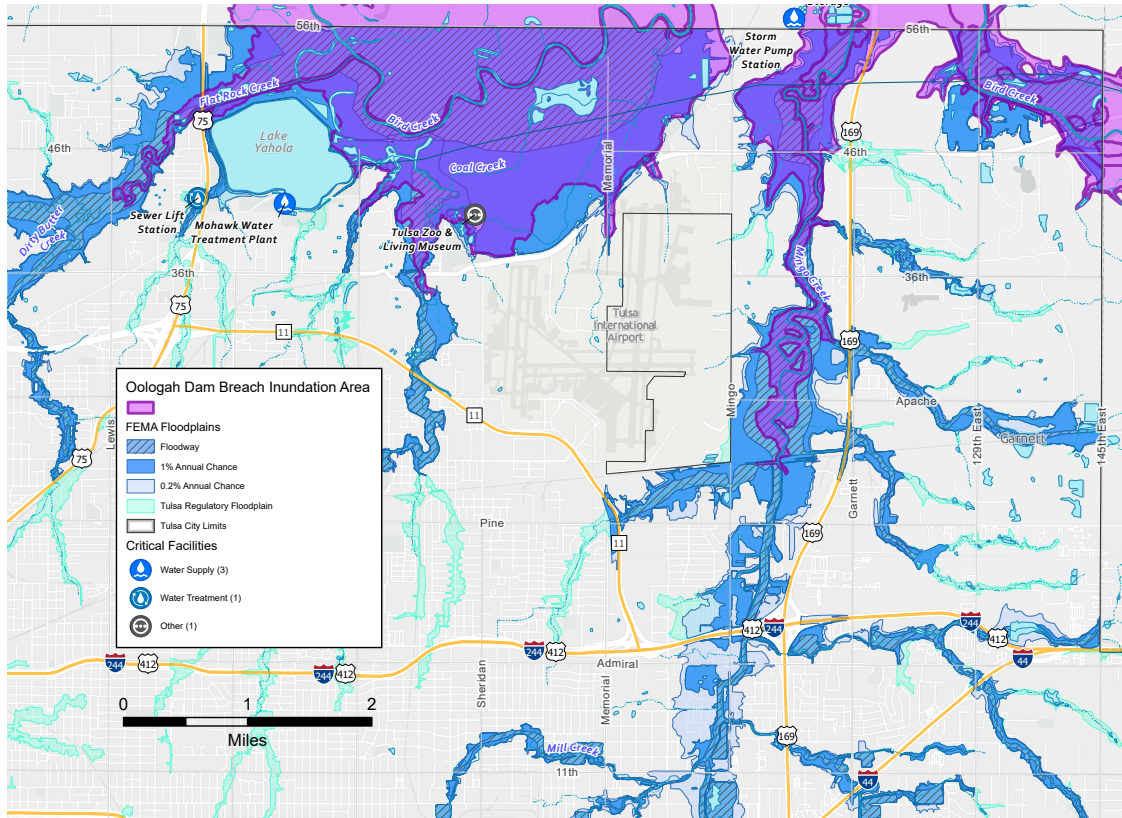 Storage
56th
56th
Storm
Water Pump
Station
Flat Rock Creek
Bird Creek
75
169
Bird Creek
Lake
Yahola
46th
46th
Memorial
Coal Creek
Sewer Lift
Station
Mohawk Water
Treatment Plant
Tulsa Zoo &
Living Museum
Dirty Butter
Creek
36th
36th
Mingo Creek
75
11
Tulsa
International
Airport
169
Oologah Dam Breach Inundation Area
FEMA Floodplains
Floodway
1% Annual Chance
0.2% Annual Chance
Tulsa Regulatory Floodplain
Tulsa City Limits
Critical Facilities
Water Supply (3)
Water Treatment (1)
Other (1)
Lewis
75
11
Mingo
Apache
129th East
Garnett
145th East
Garnett
Pine
11
169
244
412
244
412
244
412
412
244
244
412
44
Admiral
Sheridan
Memorial
0
1
2
Miles
Mill Creek
11th
169
44